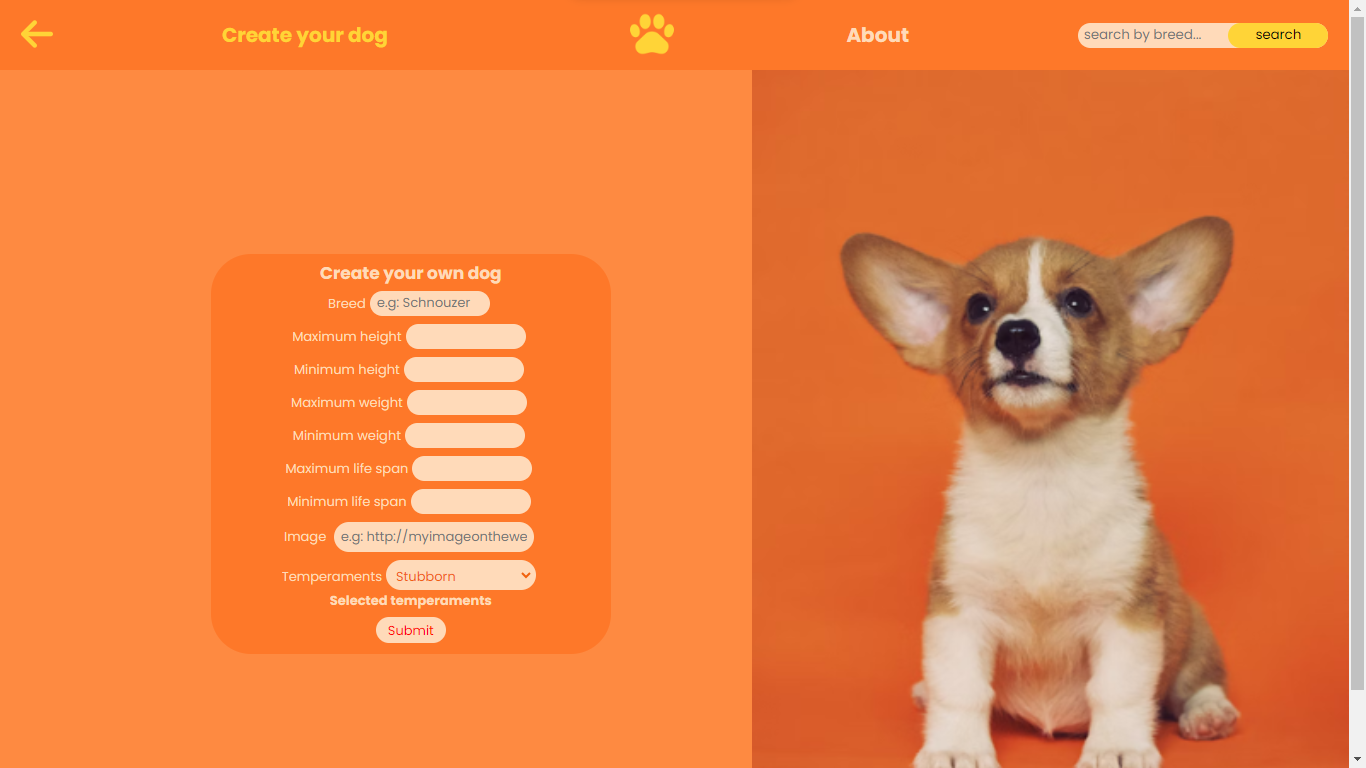 Create your dog
About
search by breed...
search
Create your own dog
Breed e.g: Schnouzer
Maximum height
Minimum height
Maximum weight
Minimum weight
Maximum life span
Minimum life span
Image e.g: http://myimageonthewe
Temperaments Stubborn
Selected temperaments
Submit